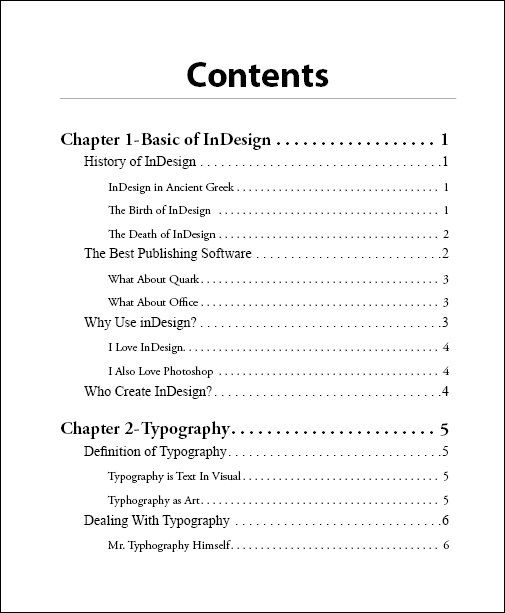 Contents
Chapter 1-Basic of InDesign . . . . . . . . . . . . . . . . . . 1
History of InDesign . . . . . . . . . . . . . . . . . . . . . . . . . . . . . . . . . .1
InDesign in Ancient Greek . . . . . . . . . . . . . . . . . . . . . . . . . . . . . . . . . . 1
The Birth of InDesign . . . . . . . . . . . . . . . . . . . . . . . . . . . . . . . . . . . . . 1
The Death of InDesign . . . . . . . . . . . . . . . . . . . . . . . . . . . . . . . . . . . . . 2
The Best Publishing Software . . . . . . . . . . . . . . . . . . . . . . . . . .2
What About Quark . . . . . . . . . . . . . . . . . . . . . . . . . . . . . . . . . . . . . . . . 3
What About Office . . . . . . . . . . . . . . . . . . . . . . . . . . . . . . . . . . . . . . . . 3
Why Use inDesign? . . . . . . . . . . . . . . . . . . . . . . . . . . . . . . . . . .3
I Love InDesign. . . . . . . . . . . . . . . . . . . . . . . . . . . . . . . . . . . . . . . . . . . 4
I Also Love Photoshop . . . . . . . . . . . . . . . . . . . . . . . . . . . . . . . . . . . . . 4
Who Create InDesign? . . . . . . . . . . . . . . . . . . . . . . . . . . . . . . . .4
Chapter 2-Typography. . . . . . . . . . . . . . . . . . . . . . . 5
Definition of Typography. . . . . . . . . . . . . . . . . . . . . . . . . . . . . .5
Typography is Text In Visual . . . . . . . . . . . . . . . . . . . . . . . . . . . . . . . . . 5
Typhography as Art. . . . . . . . . . . . . . . . . . . . . . . . . . . . . . . . . . . . . . . . 5
Dealing With Typography . . . . . . . . . . . . . . . . . . . . . . . . . . . . .6
Mr. Typhography Himself. . . . . . . . . . . . . . . . . . . . . . . . . . . . . . . . . . . 6